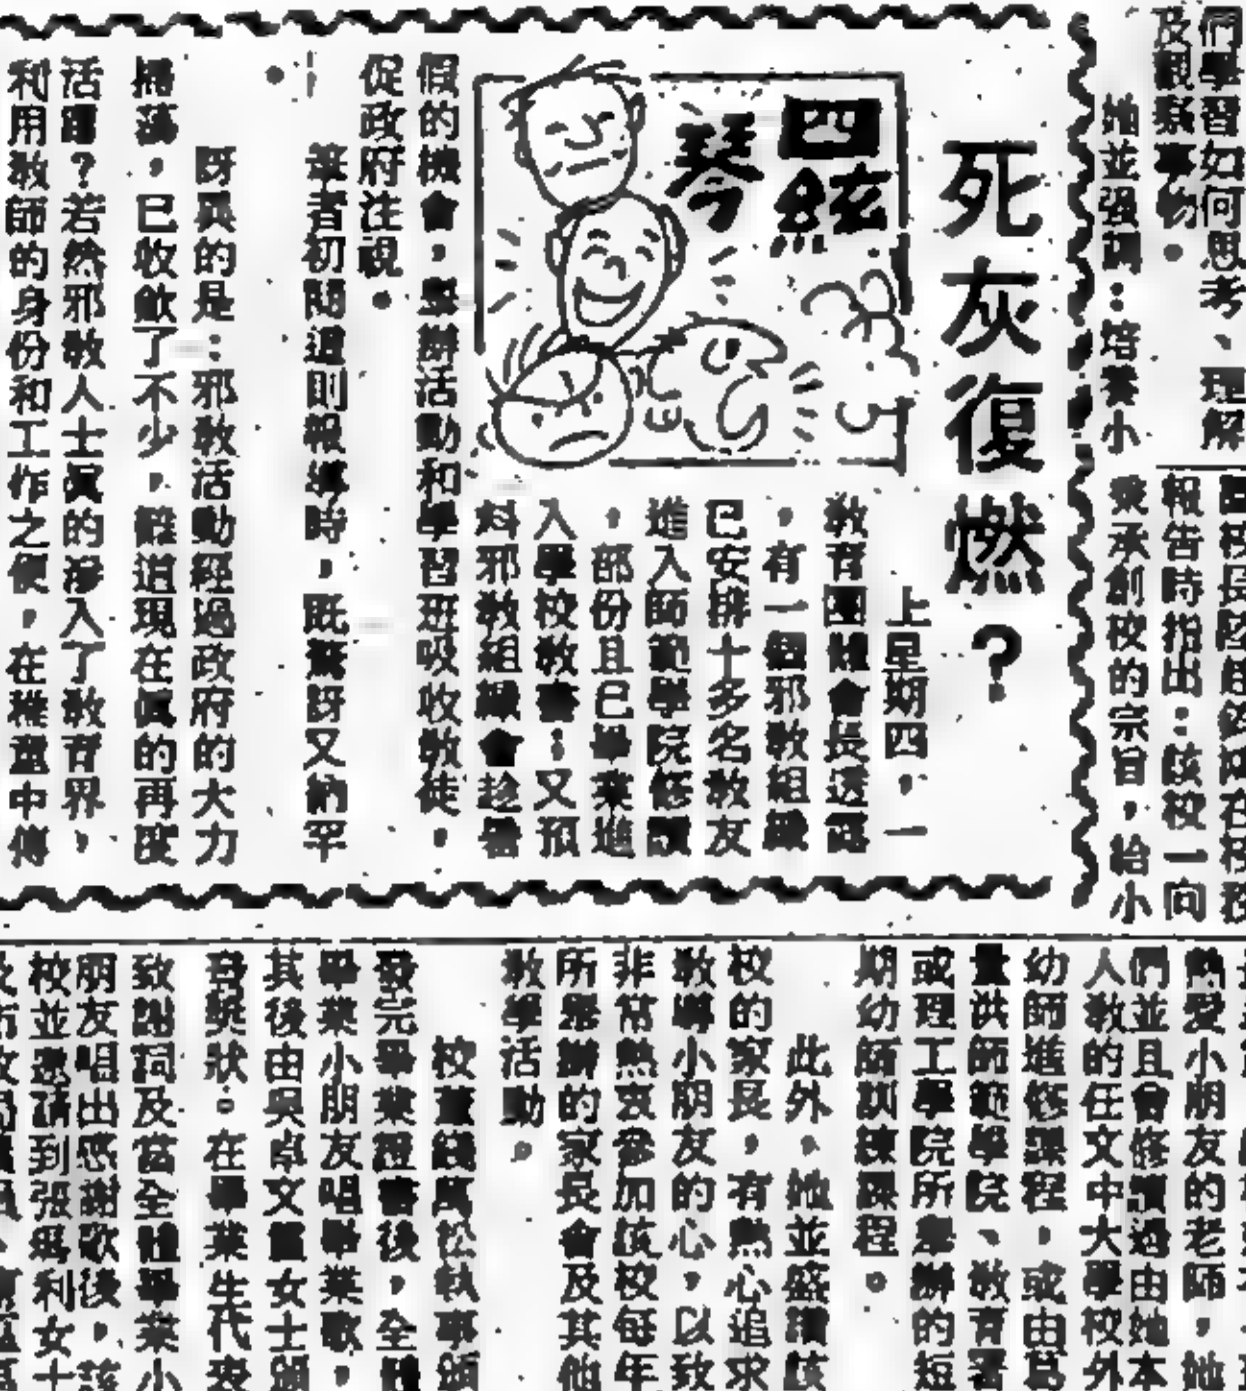 們學習如何思考、理解
及觀察事物。
她並强調：培養小
報告時指出：該校一向
秉承創校的宗旨，給小
死灰復燃？
四絃
琴
上星期四，一
教育團體會長透露
，有一個邪教組織
已安排十多名教友
進入師範學院修讀
，部份且已畢業進
入學校教書；又預
料邪教組織會趁暑
假的機會，舉辦活動和學習班吸收教徒，
促政府注視。
筆者初閱這則報導時，既驚訝又納罕
。
訝異的是：邪教活動經過政府的大力
掃蕩，已收歛了不少，難道現在眞的再度
活躍？若然邪教人士眞的滲入了教育界，
利用教師的身份和工作之便，在稚童中傳
熱愛小朋友的老師，她
們並且曾修讀過由她本
人教的任文中大學校外
幼師進修課程，或由葛
量洪師範學院、教育署
或理工學院所舉辦的短
期幼師訓練課程。
此外，她並盛讚該
校的家長，有熱心追求
教導小朋友的心，以致
非常熱衷參加該校每年
所舉辦的家長會及其他
教學活動。
校董錢萬松執事頒
發完畢業證書後，全體
畢業小朋友唱畢業歌，
其後由吳卓文董女士頒
發獎狀。在畢業生代表
致謝詞及當全體畢業小
朋友唱出感謝歌後，該
校並邀請到張瑪利女士